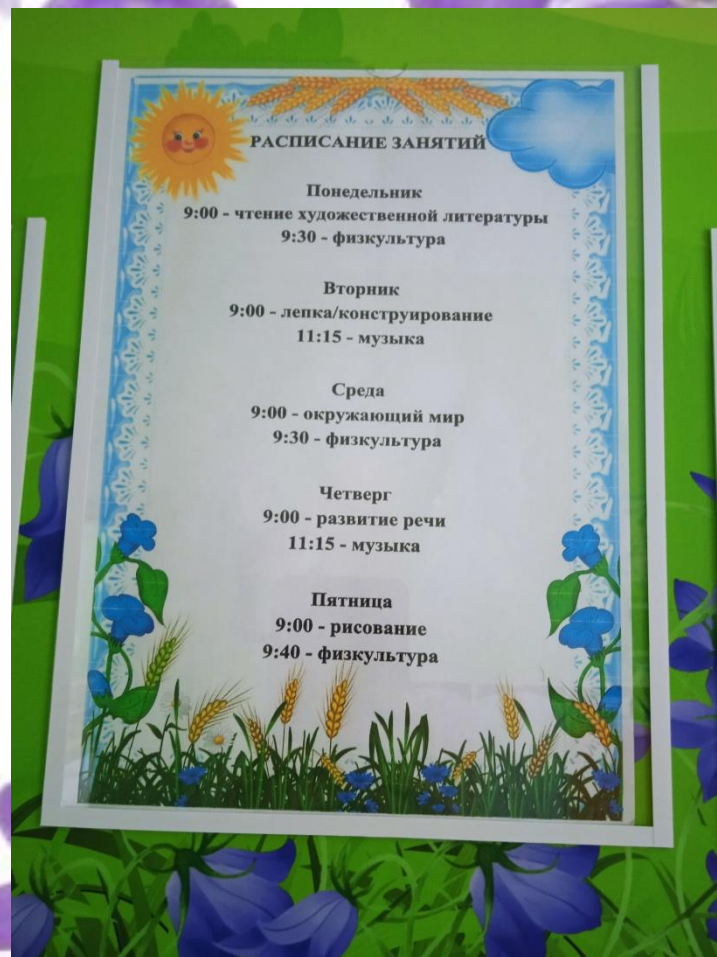 РАСПИСАНИЕ ЗАНЯТИЙ
Понедельник
9:00 - чтение художественной литературы
9:30 - физкультура
Вторник
9:00 - лепка/конструирование
11:15 - музыка
Среда
9:00 - окружающий мир
9:30 - физкультура
Четверг
9:00 - развитие речи
11:15 - музыка
Пятница
9:00 - рисование
9:40 - физкультура